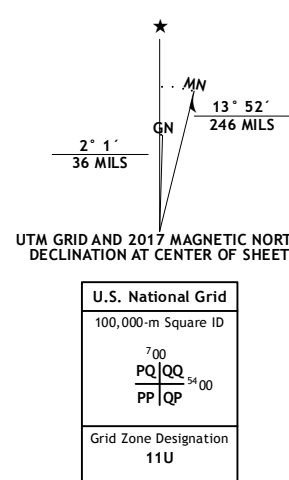 ★
MN
GN
13° 52´
246 MILS
2° 1´
36 MILS
UTM GRID AND 2017 MAGNETIC NORT
DECLINATION AT CENTER OF SHEET
U.S. National Grid
100,000-m Square ID
700
PQ QQ
5400
PP QP
Grid Zone Designation
11U